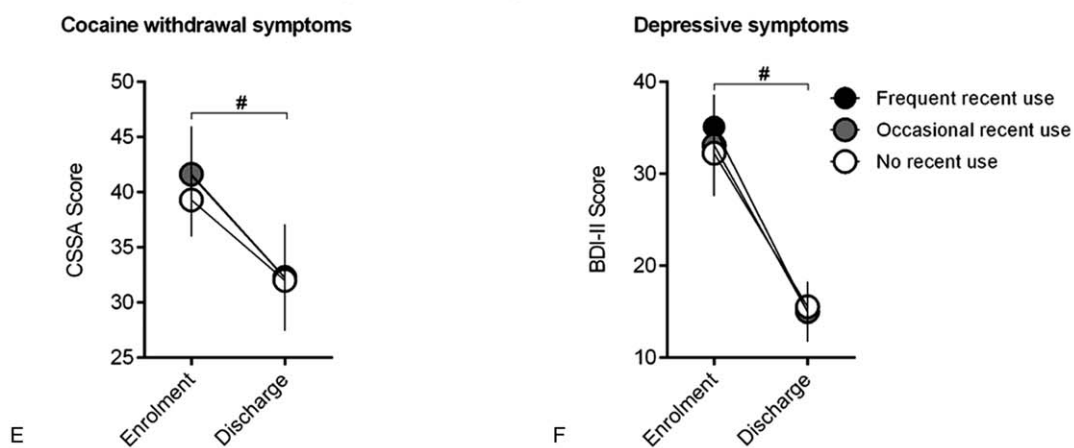 Cocaine withdrawal symptoms
50
45
40
35
30
25
CSSA Score
#
Enrolment
Discharge
E
Depressive symptoms
40
30
20
10
BDI-II Score
#
Enrolment
Discharge
F
Frequent recent use
Occasional recent use
No recent use